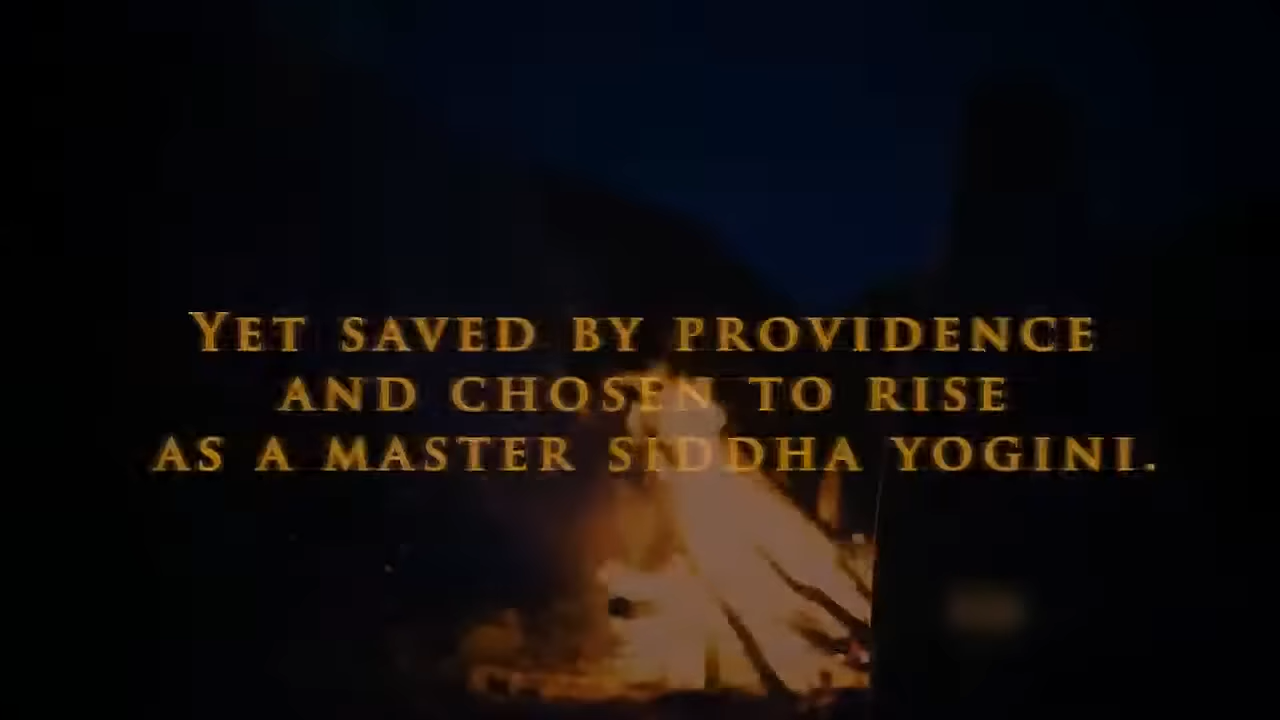 Yet saved by providence
and chosen to rise
as a master Siddha Yogini.